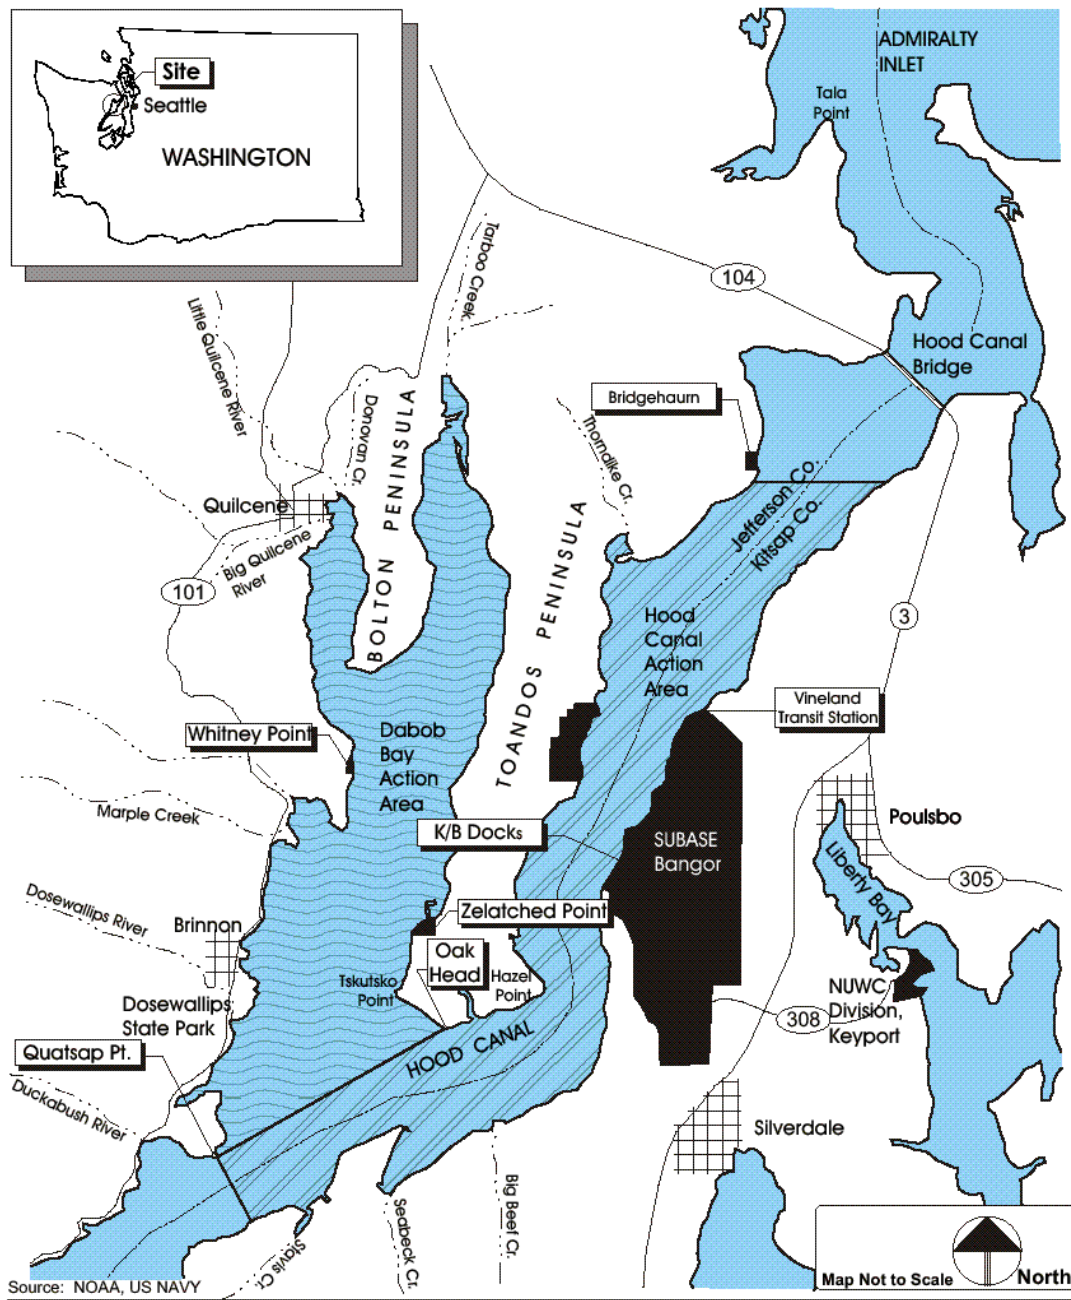 Site
Seattle
WASHINGTON
ADMIRALTY
INLET
Tala
Point
Tarboo Creek
104
Little Quilcene River
Hood Canal
Bridge
Bridgehaurn
Donovan Cr.
BOLTON PENINSULA
Thorndike Cr.
Jefferson Co.
Kitsap Co.
Quilcene
Big Quilcene
River
101
TOANDOS PENINSULA
Hood
Canal
Action
Area
3
Vineland
Transit Station
Whitney Point
Dabob
Bay
Action
Area
Marple Creek
K/B Docks
SUBASE
Bangor
Poulsbo
Liberty Bay
305
Dosewallips River
Brinnon
Zelatched Point
Oak
Head
Tskutsko
Point
Hazel
Point
NUWC
Division,
Keyport
308
Dosewallips
State Park
Quatsap Pt.
HOOD CANAL
Duckabush River
Silverdale
Big Beef Cr.
Seabeck Cr.
Stavis Cr.
Source: NOAA, US NAVY
Map Not to Scale
North